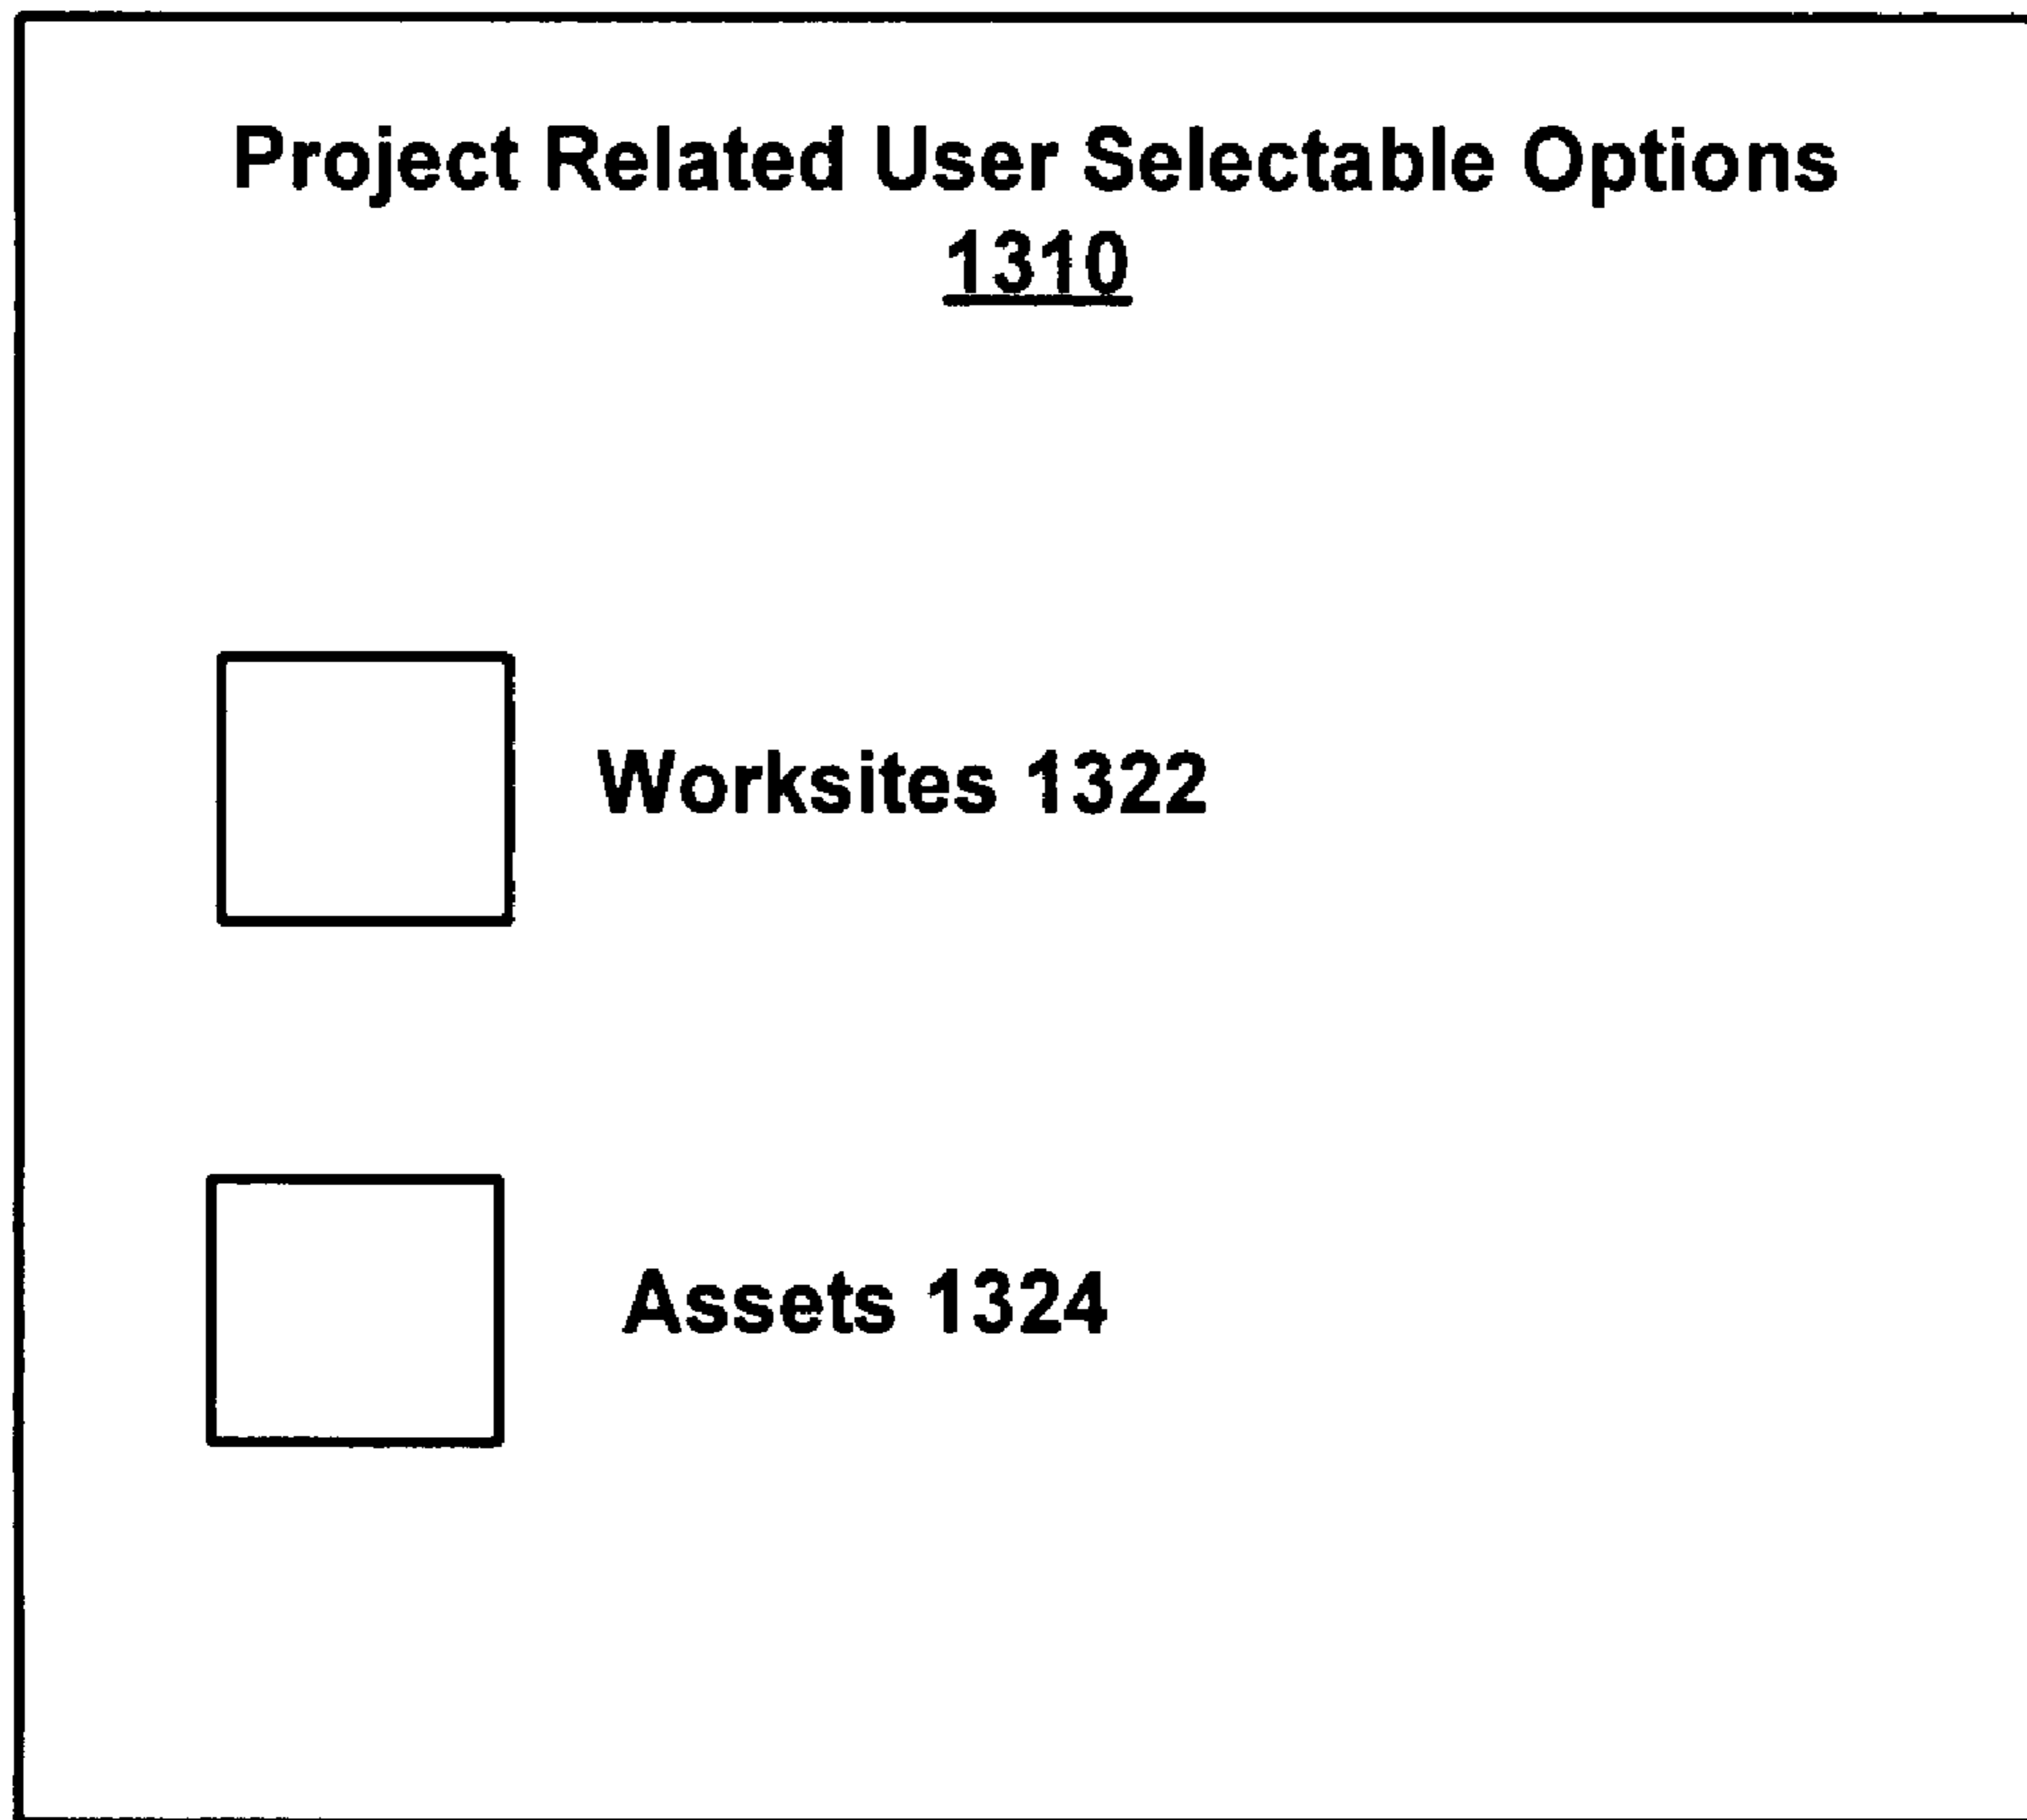 Project Related User Selectable Options
1310
Worksites 1322
Assets 1324